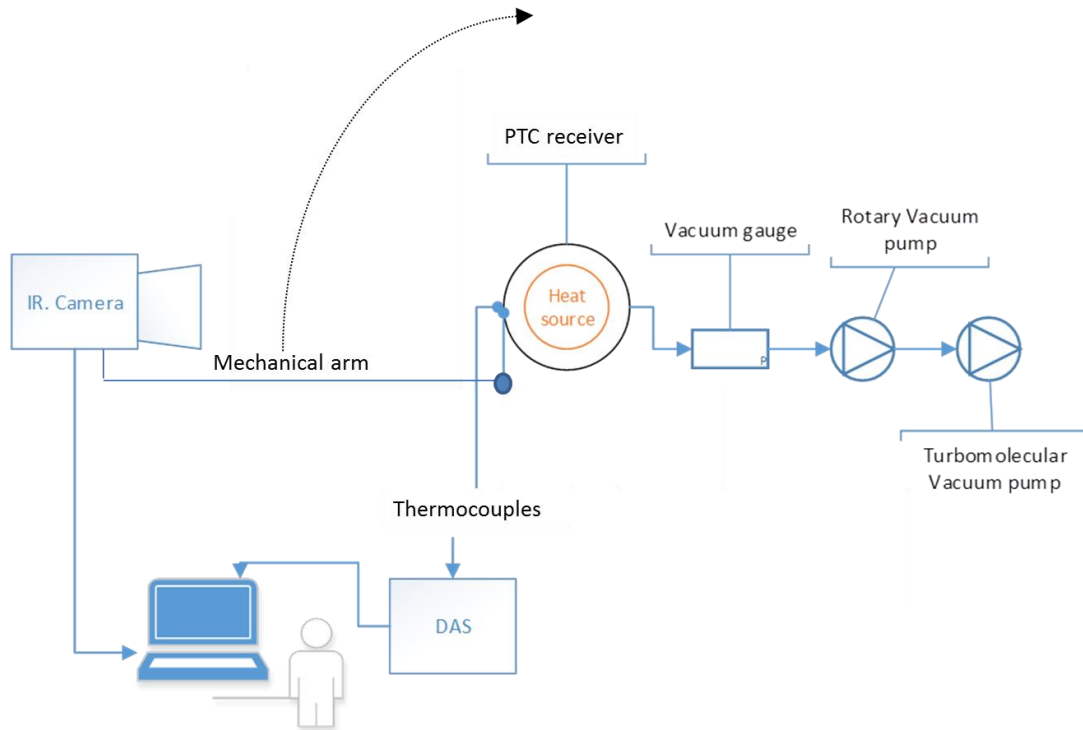 PTC receiver
Rotary Vacuum
pump
Vacuum gauge
IR. Camera
Heat
source
Mechanical arm
P
Turbomolecular
Vacuum pump
Thermocouples
DAS